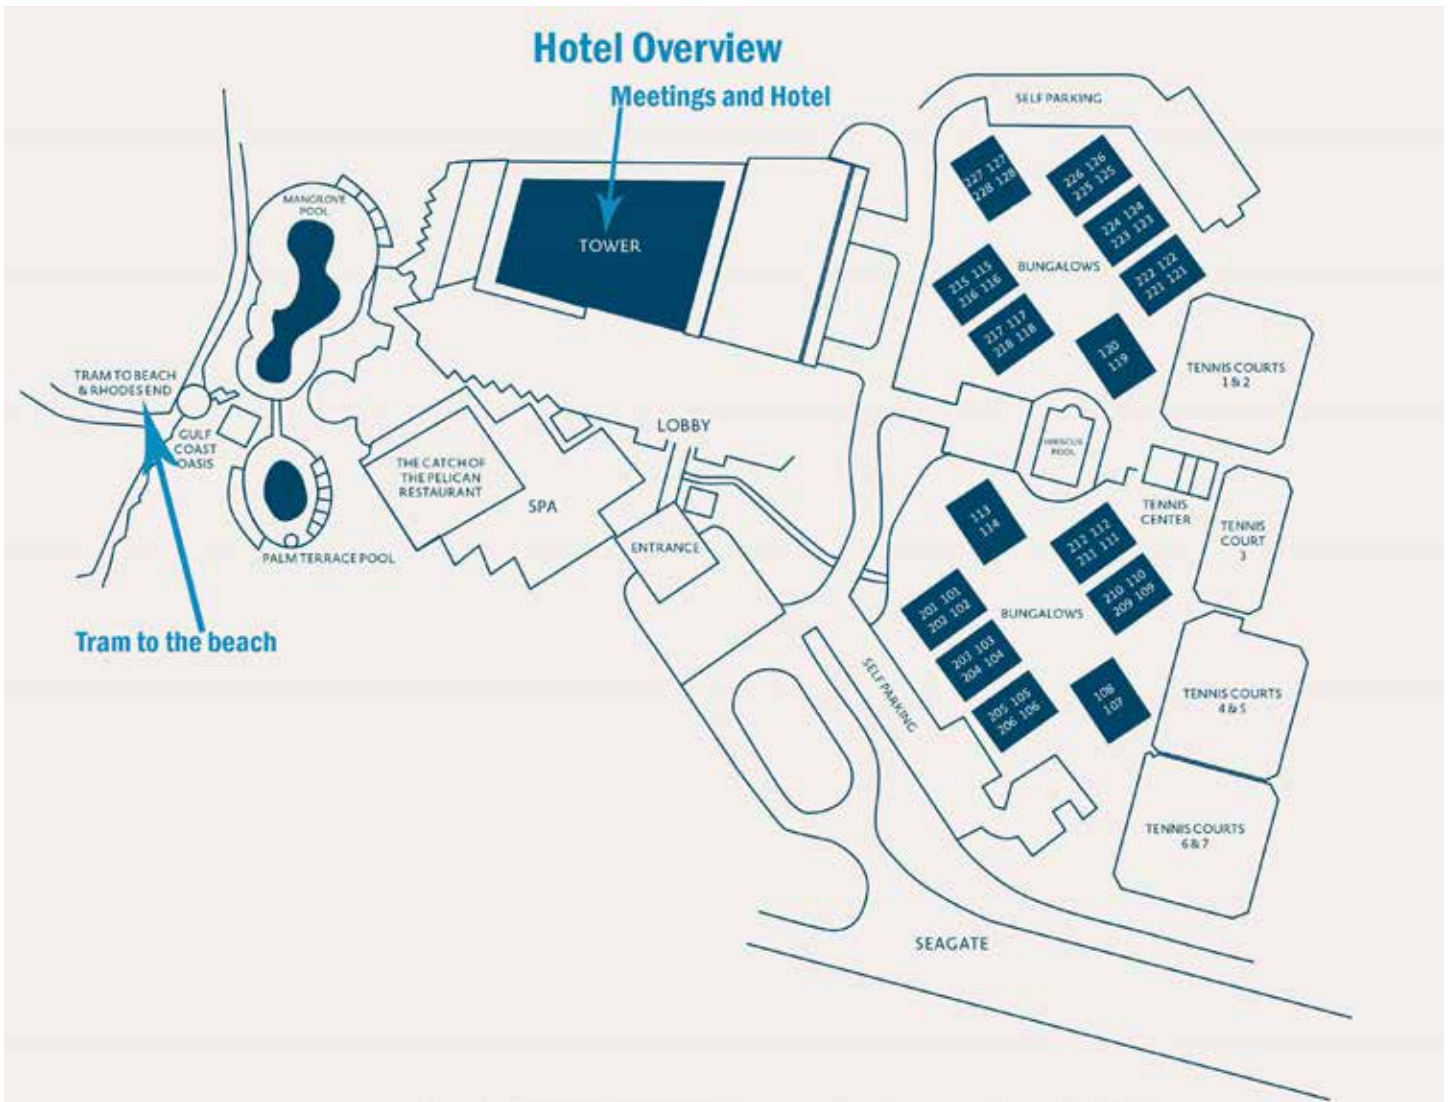 Hotel Overview
Meetings and Hotel
SELF PARKING
227 127
228 128
226 126
225 125
224 124
223 123
222 122
221 121
BUNGALOWS
215 115
216 116
217 117
218 118
120
119
MANGROVE
POOL
TOWER
TRAM TO BEACH
& RHODES END
GULF
COAST
OASIS
PALM TERRACE POOL
Tram to the beach
THE CATCH OF
THE PELICAN
RESTAURANT
SPA
LOBBY
ENTRANCE
HIBISCUS
POOL
TENNIS COURTS
1 & 2
TENNIS
CENTER
TENNIS
COURT
3
113
114
212 112
211 111
210 110
209 109
BUNGALOWS
201 101
202 102
203 103
204 104
205 105
206 106
108
107
SELF PARKING
TENNIS COURTS
4 & 5
TENNIS COURTS
6 & 7
SEAGATE